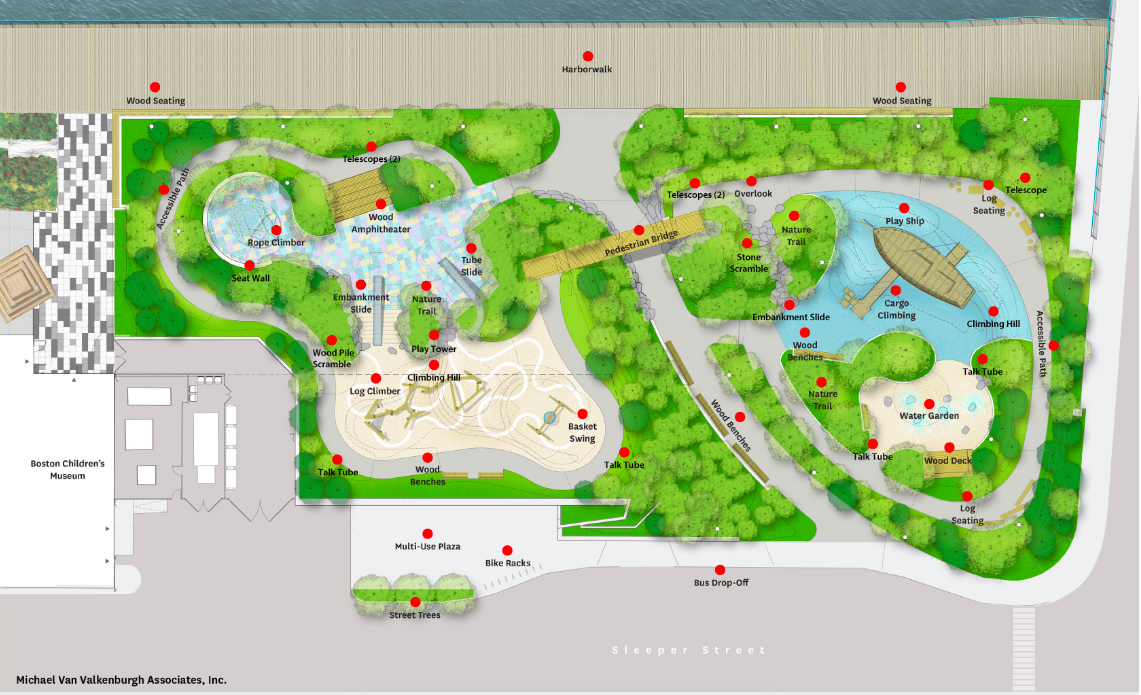 Harborwalk
Wood Seating
Wood Seating
Telescopes (2)
Accessible Path
Telescopes (2)
Overlook
Log
Seating
Telescope
Wood
Amphitheater
Rope Climber
Play Ship
Nature
Trail
Pedestrian Bridge
Stone
Scramble
Tube
Slide
Seat Wall
Embankment
Slide
Nature
Trail
Cargo
Climbing
Embankment Slide
Climbing Hill
Accessible Path
Wood Pile
Scramble
Play Tower
Wood
Benches
Talk Tube
Climbing Hill
Log Climber
Nature
Trail
Water Garden
Basket
Swing
Wood Benches
Talk Tube
Wood Deck
Boston Children's
Museum
Talk Tube
Wood
Benches
Talk Tube
Log
Seating
Multi-Use Plaza
Bike Racks
Bus Drop-Off
Street Trees
Sleeper Street
Michael Van Valkenburgh Associates, Inc.